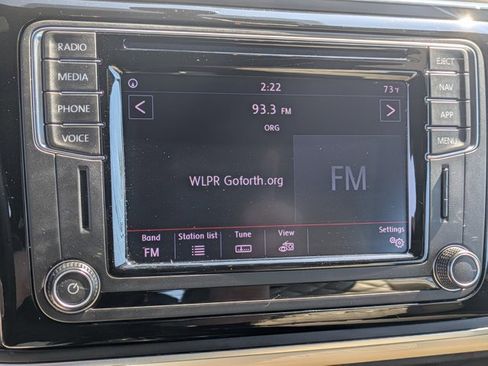 RADIO
MEDIA
PHONE
VOICE
EJECT
NAV
APP
MENU
2:22
73°F
93.3 FM
ORG
WLPR Goforth.org
FM
Band
FM
Station list
Tune
View
Settings